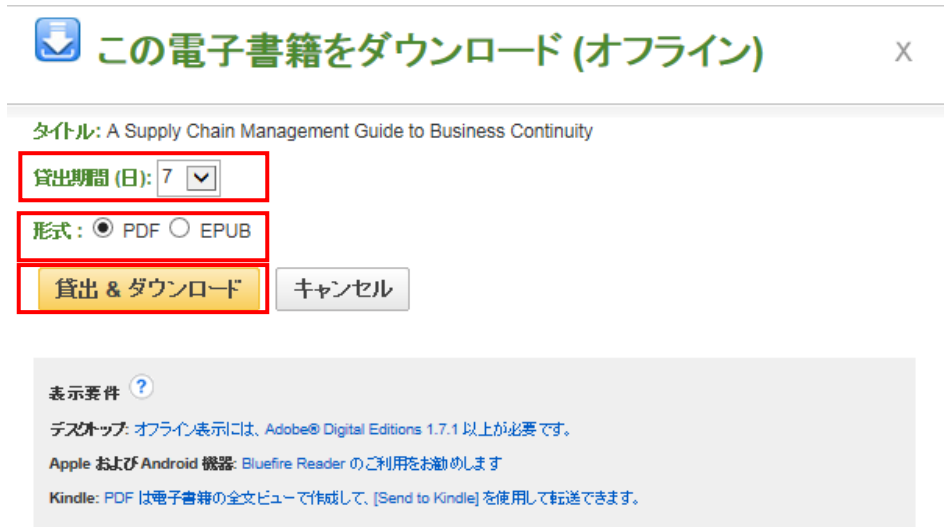 この電子書籍をダウンロード (オフライン)
X
タイトル: A Supply Chain Management Guide to Business Continuity
貸出期間 (日): 7
形式 : PDF EPUB
貸出 & ダウンロード キャンセル
表示要件 ?
デスクトップ: オフライン表示には、Adobe® Digital Editions 1.7.1 以上が必要です。
Apple および Android 機器: Bluefire Reader のご利用をお勧めします
Kindle: PDF は電子書籍の全文ビューで作成して、[Send to Kindle] を使用して転送できます。